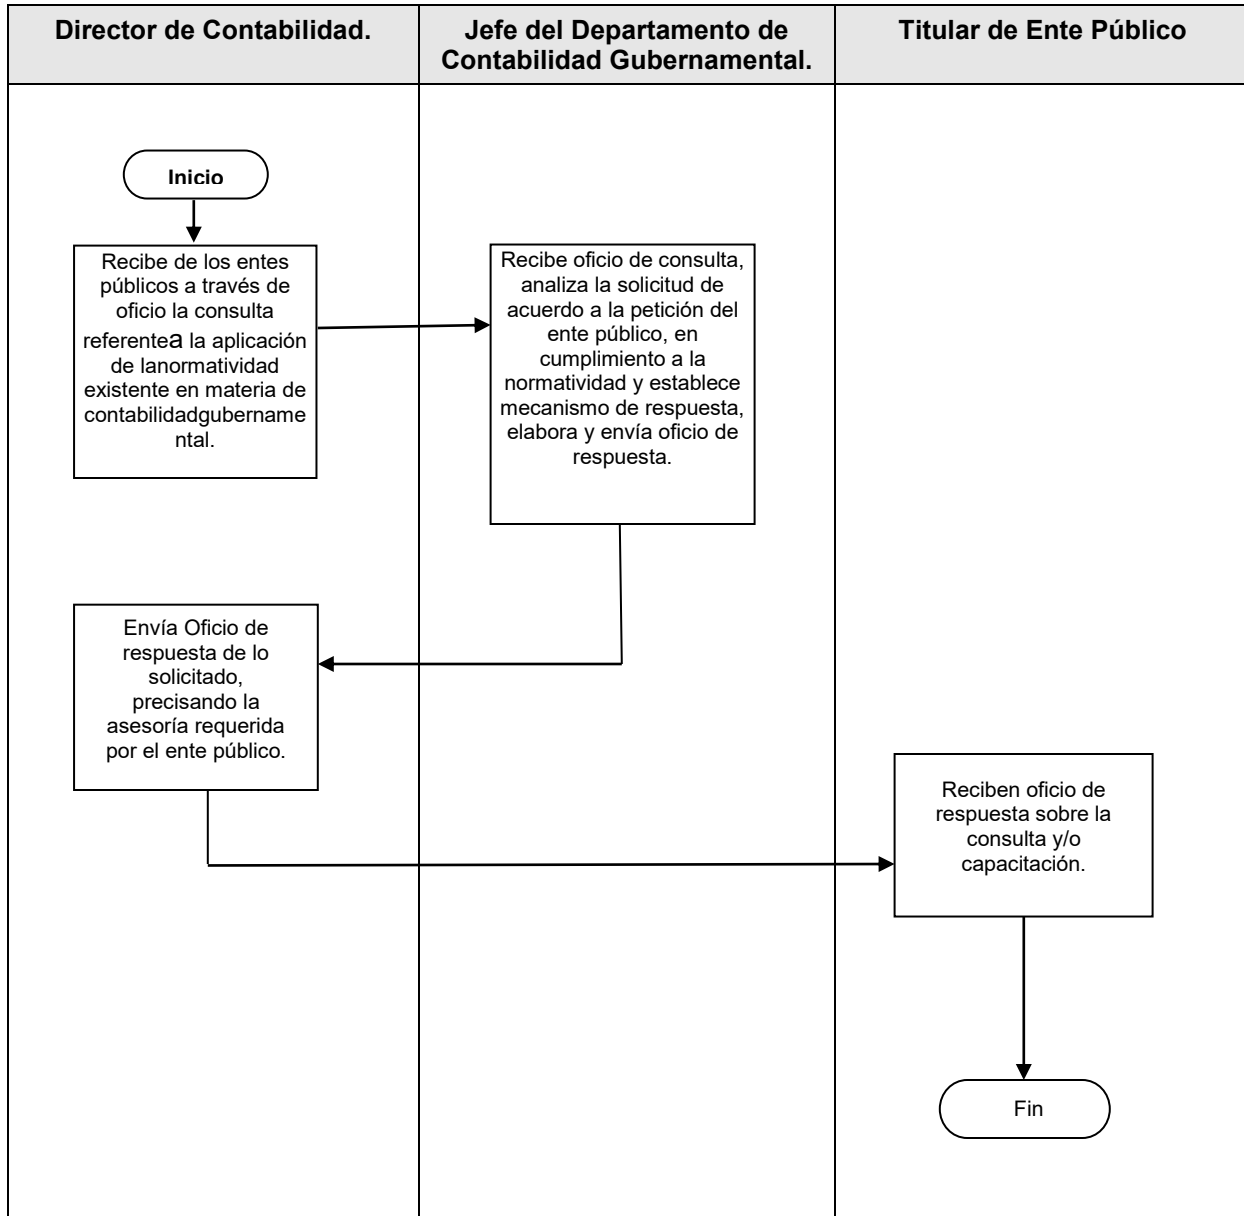 Director de Contabilidad.
Jefe del Departamento de
Contabilidad Gubernamental.
Titular de Ente Público
Inicio
Recibe de los entes
públicos a través de
oficio la consulta
referentea la aplicación
de lanormatividad
existente en materia de
contabilidadgubername
ntal.
Recibe oficio de consulta,
analiza la solicitud de
acuerdo a la petición del
ente público, en
cumplimiento a la
normatividad y establece
mecanismo de respuesta,
elabora y envía oficio de
respuesta.
Envía Oficio de
respuesta de lo
solicitado,
precisando la
asesoría requerida
por el ente público.
Reciben oficio de
respuesta sobre la
consulta y/o
capacitación.
Fin